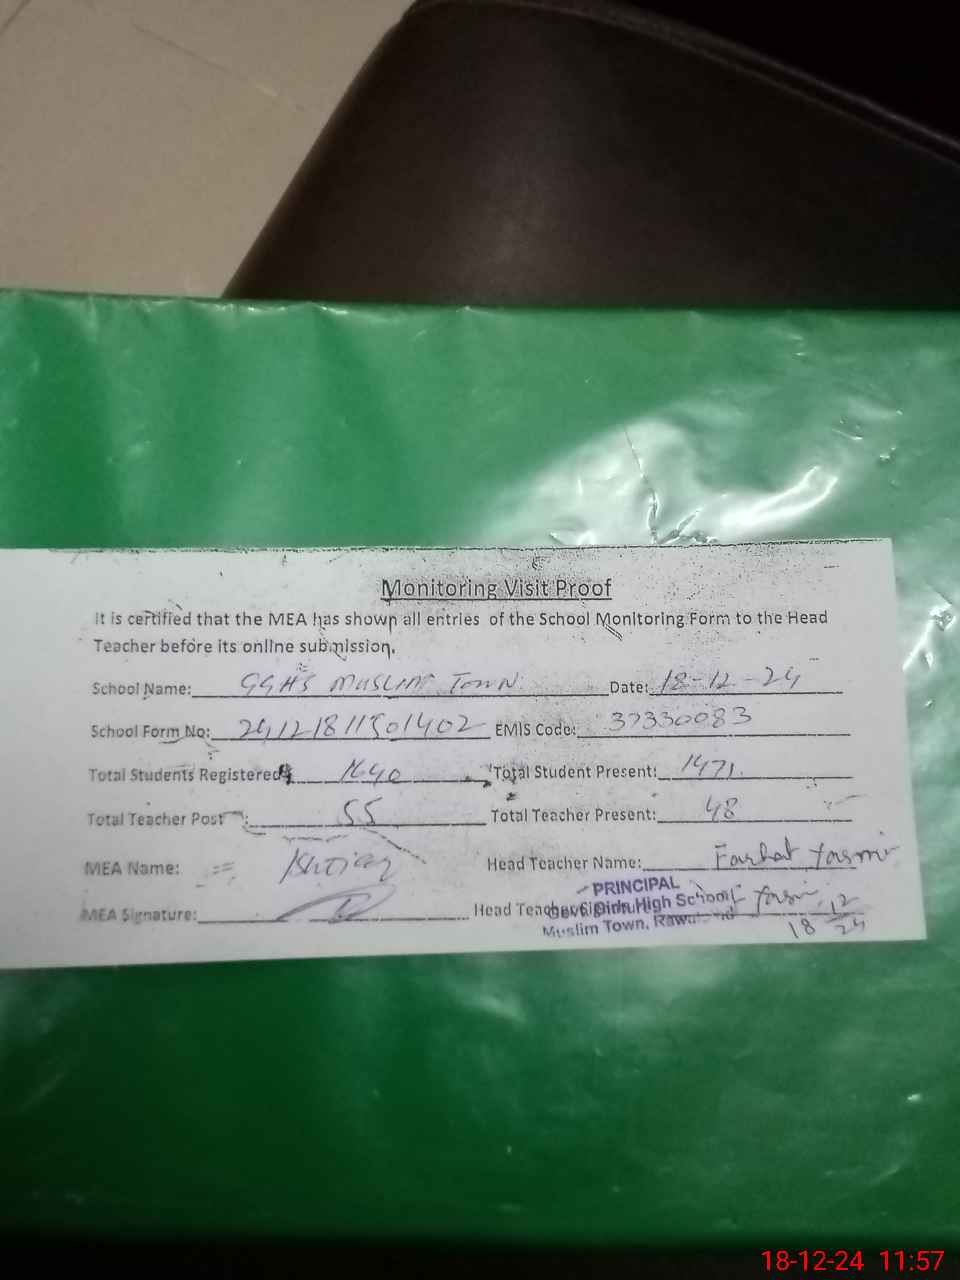 Monitoring Visit Proof
It is certified that the MEA has shown all entries of the School Monitoring Form to the Head
Teacher before its online submission.
School Name: GGHS MUSLIM TOWN. Date: 18-12-24
School Form No: EMIS Code: 37330083
Total Students Registered: 1640 Total Student Present: 1471
Total Teacher Post: 55 Total Teacher Present: 48
MEA Name: Head Teacher Name: Farhat Yasmin
MEA Signature: Head Teacher
PRINCIPAL
Govt. Girls High School
Muslim Town,
18 12 24
18-12-24 11:57